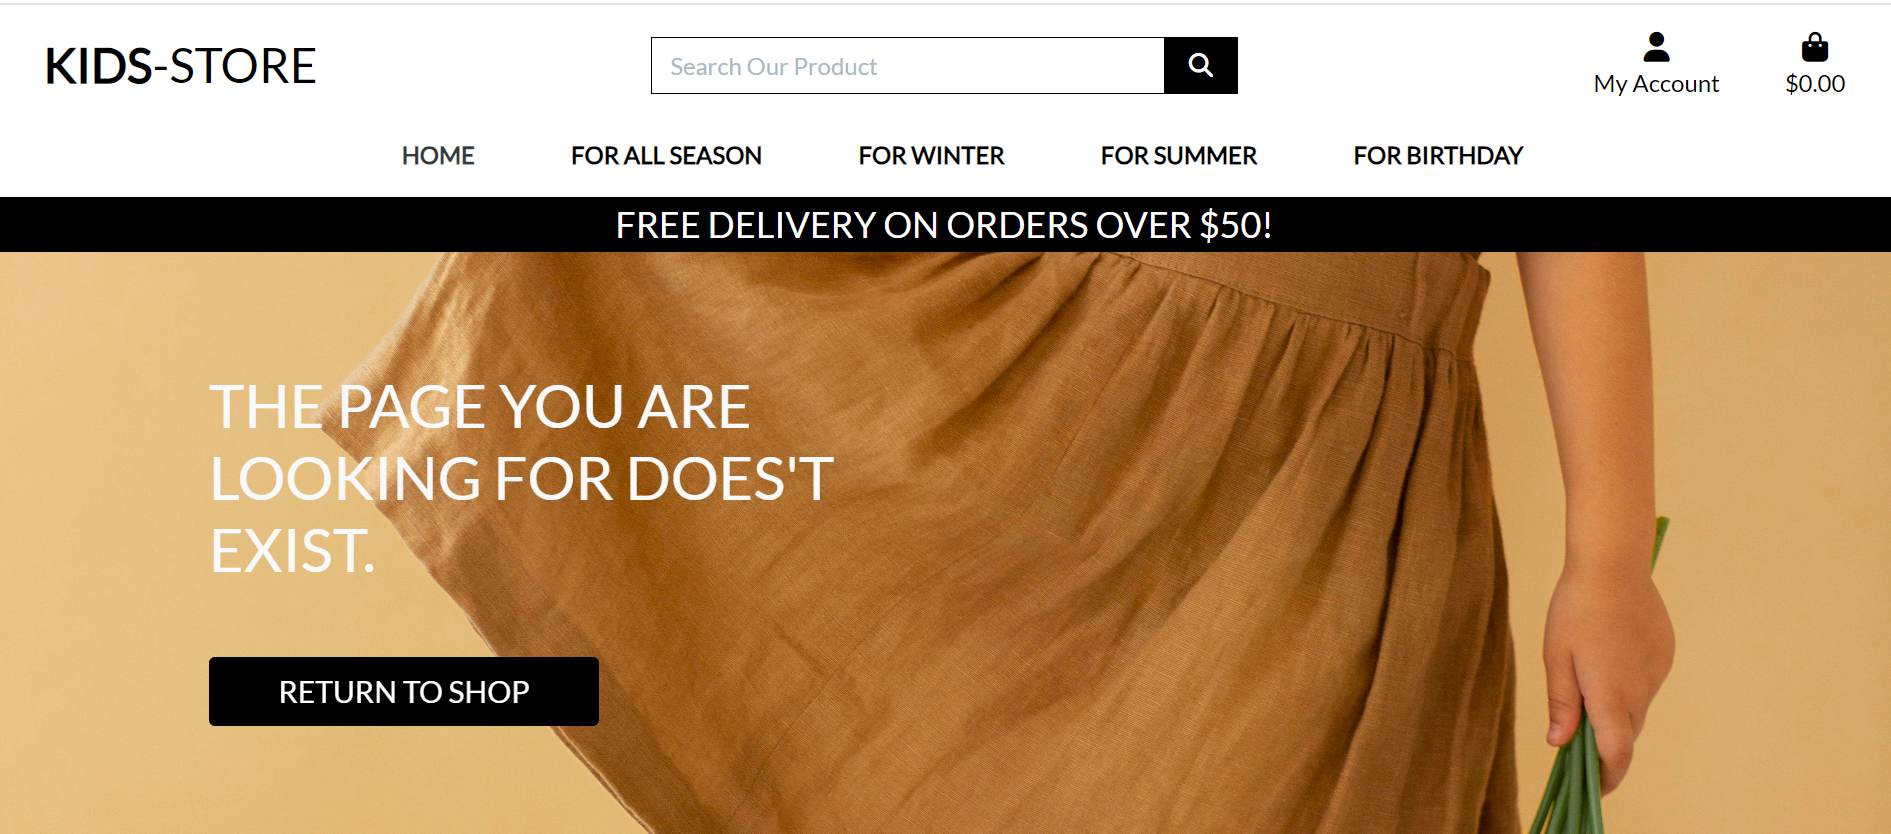 KIDS-STORE
Search Our Product
My Account
$0.00
HOME
FOR ALL SEASON
FOR WINTER
FOR SUMMER
FOR BIRTHDAY
FREE DELIVERY ON ORDERS OVER $50!
THE PAGE YOU ARE
LOOKING FOR DOES'T
EXIST.
RETURN TO SHOP